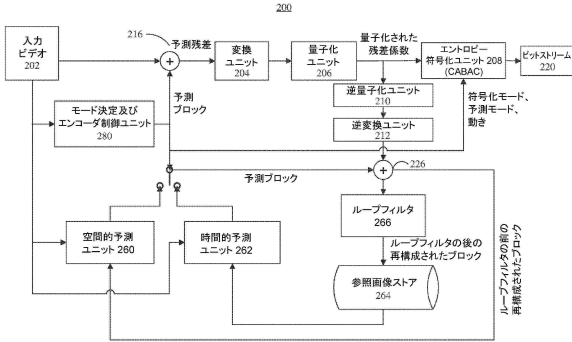 200
216
入力
ビデオ
202
予測残差
変換
ユニット
204
量子化
ユニット
206
量子化された
残差係数
エントロピー
符号化ユニット 208
(CABAC)
ビットストリーム
220
予測
ブロック
逆量子化ユニット
210
逆変換ユニット
212
符号化モード、
予測モード、
動き
モード決定及び
エンコーダ制御ユニット
280
予測ブロック
226
空間的予測
ユニット 260
時間的予測
ユニット 262
ループフィルタ
266
ループフィルタの後の
再構成されたブロック
参照画像ストア
264
ループフィルタの前の
再構成されたブロック